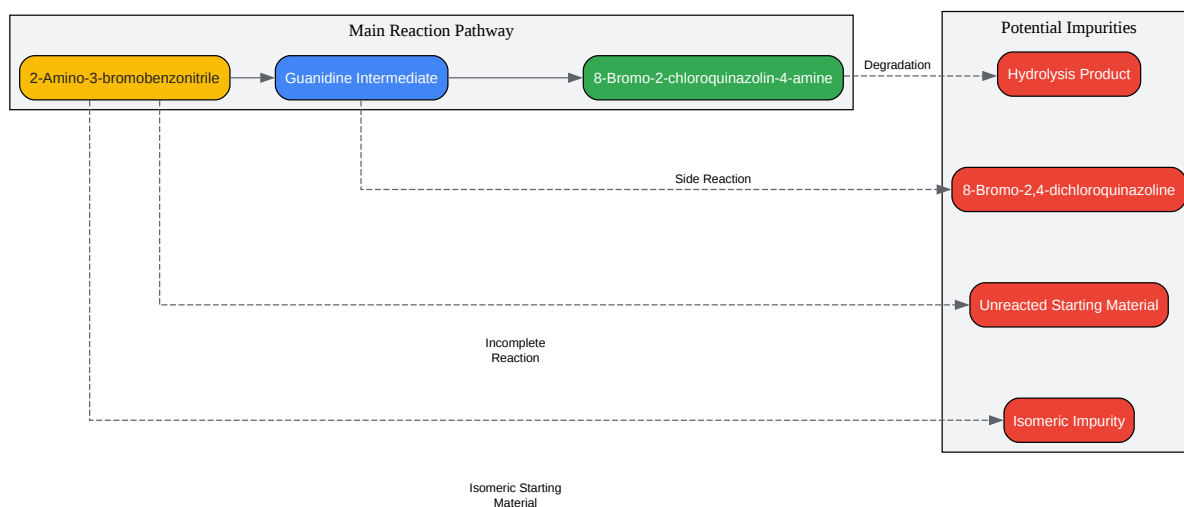 Main Reaction Pathway
Potential Impurities
2-Amino-3-bromobenzonitrile
Guanidine Intermediate
8-Bromo-2-chloroquinazolin-4-amine
Degradation
Hydrolysis Product
Side Reaction
8-Bromo-2,4-dichloroquinazoline
Unreacted Starting Material
Incomplete
Reaction
Isomeric Impurity
Isomeric Starting
Material